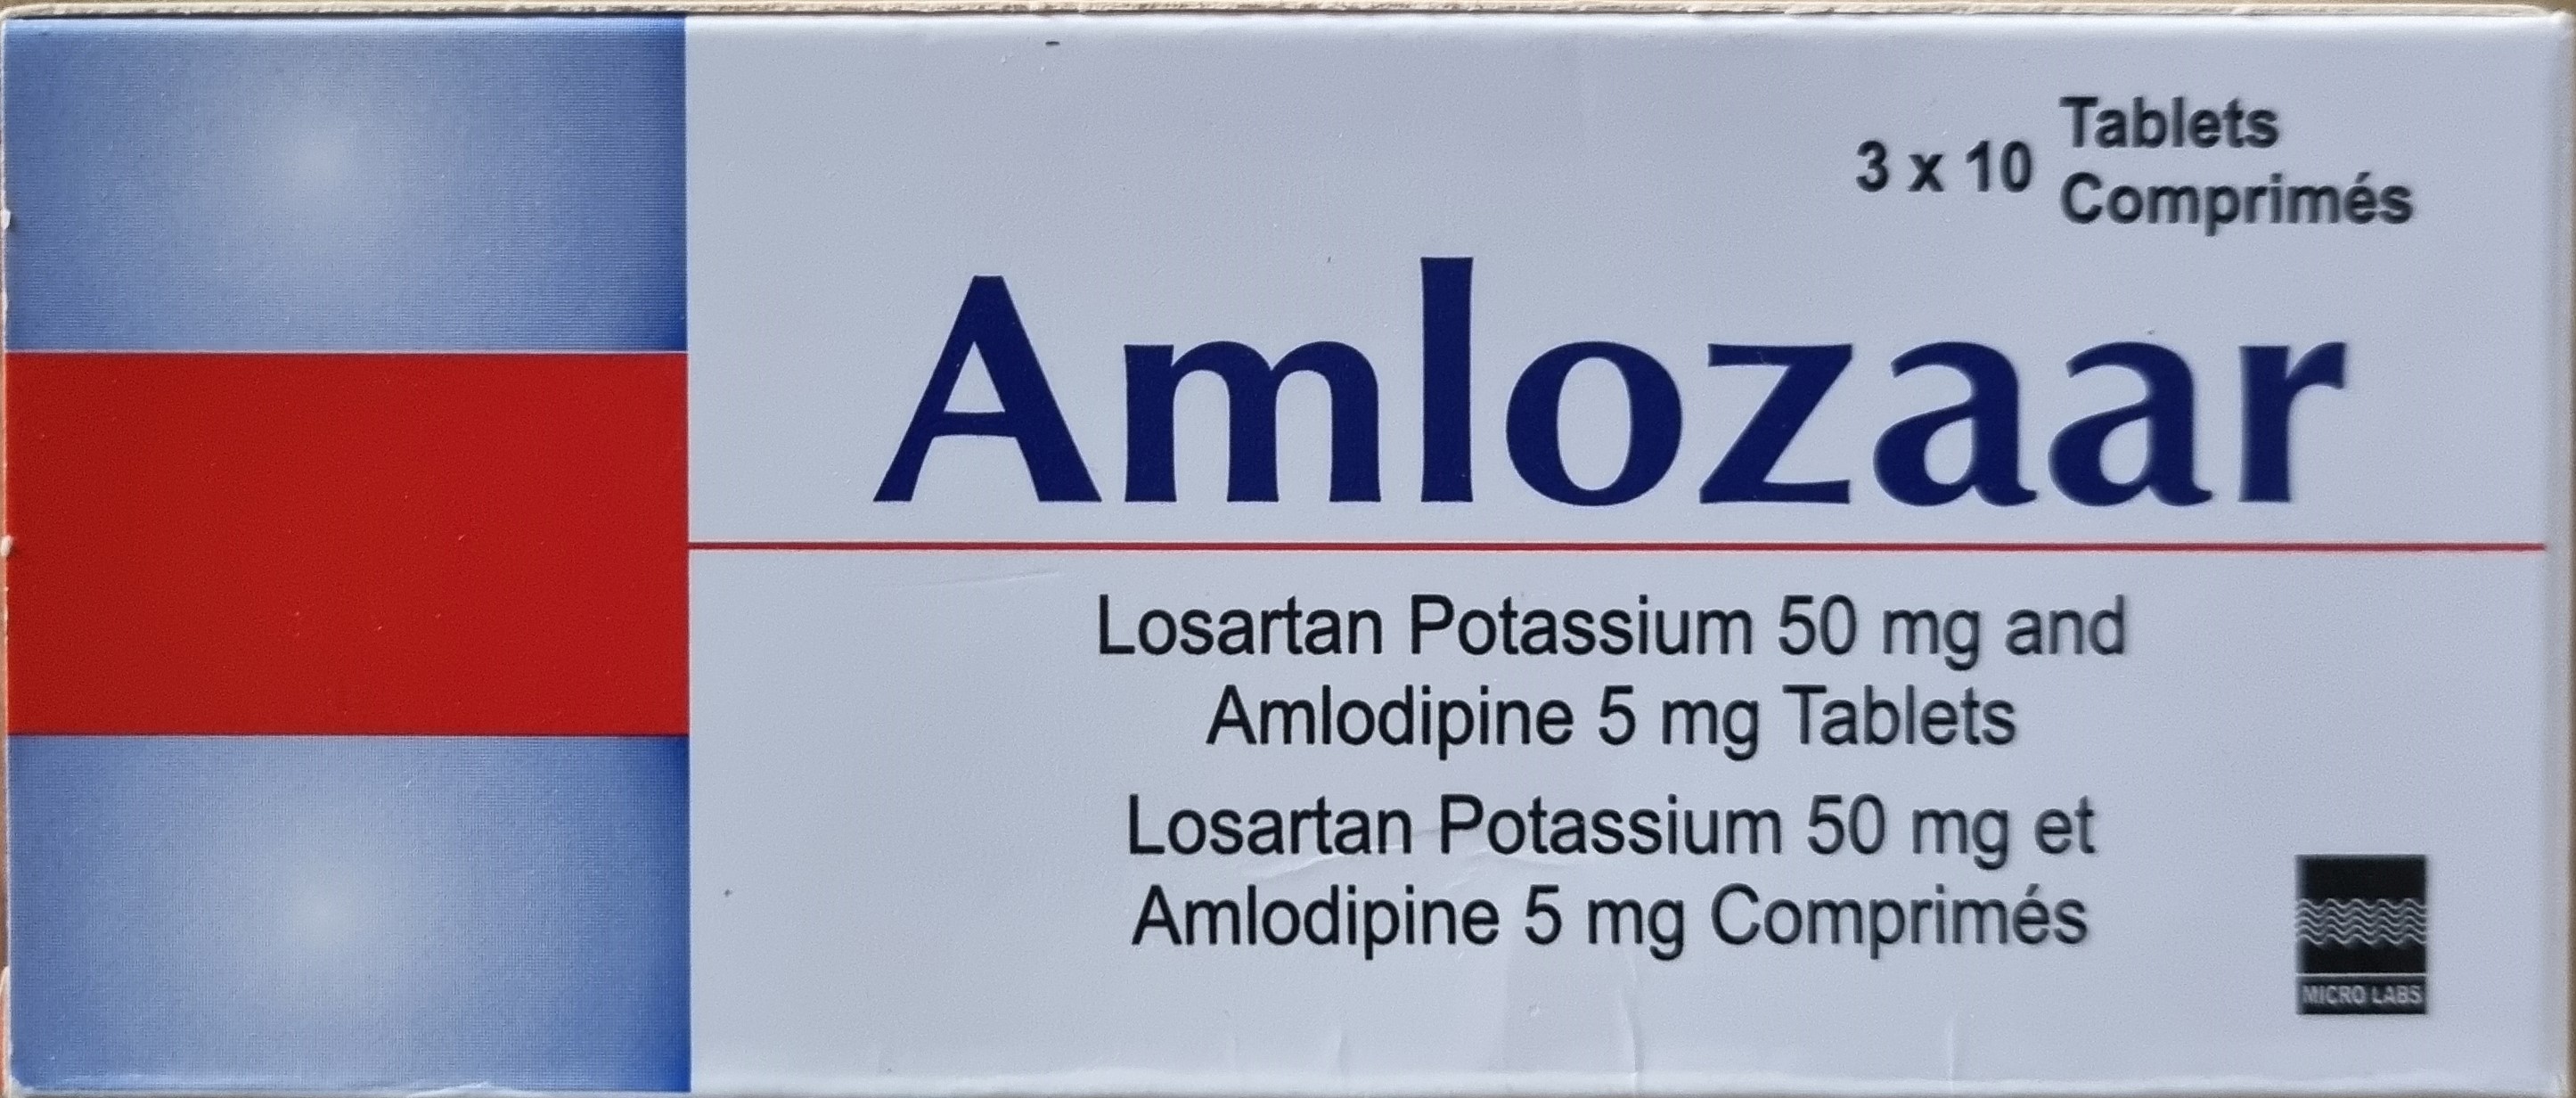 3 x 10 Tablets
Comprimés
Amlozaar
Losartan Potassium 50 mg and
Amlodipine 5 mg Tablets
Losartan Potassium 50 mg et
Amlodipine 5 mg Comprimés
MICRO LABS